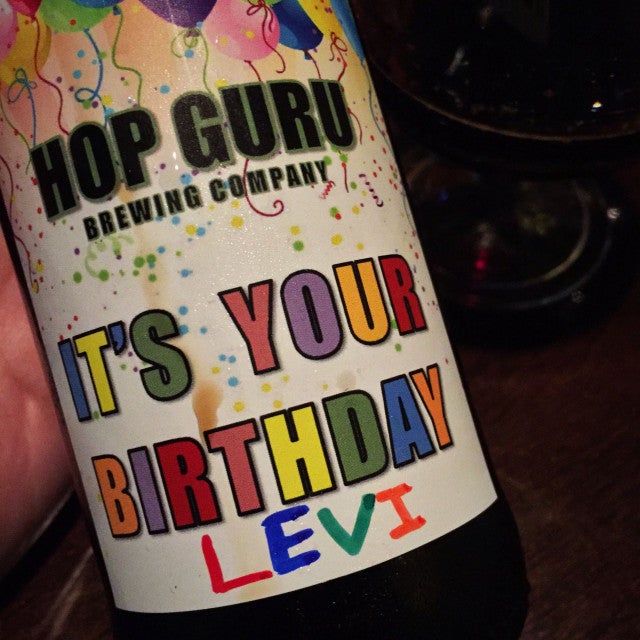 HOP GURU
BREWING COMPANY
IT'S YOUR
BIRTHDAY
LEVI